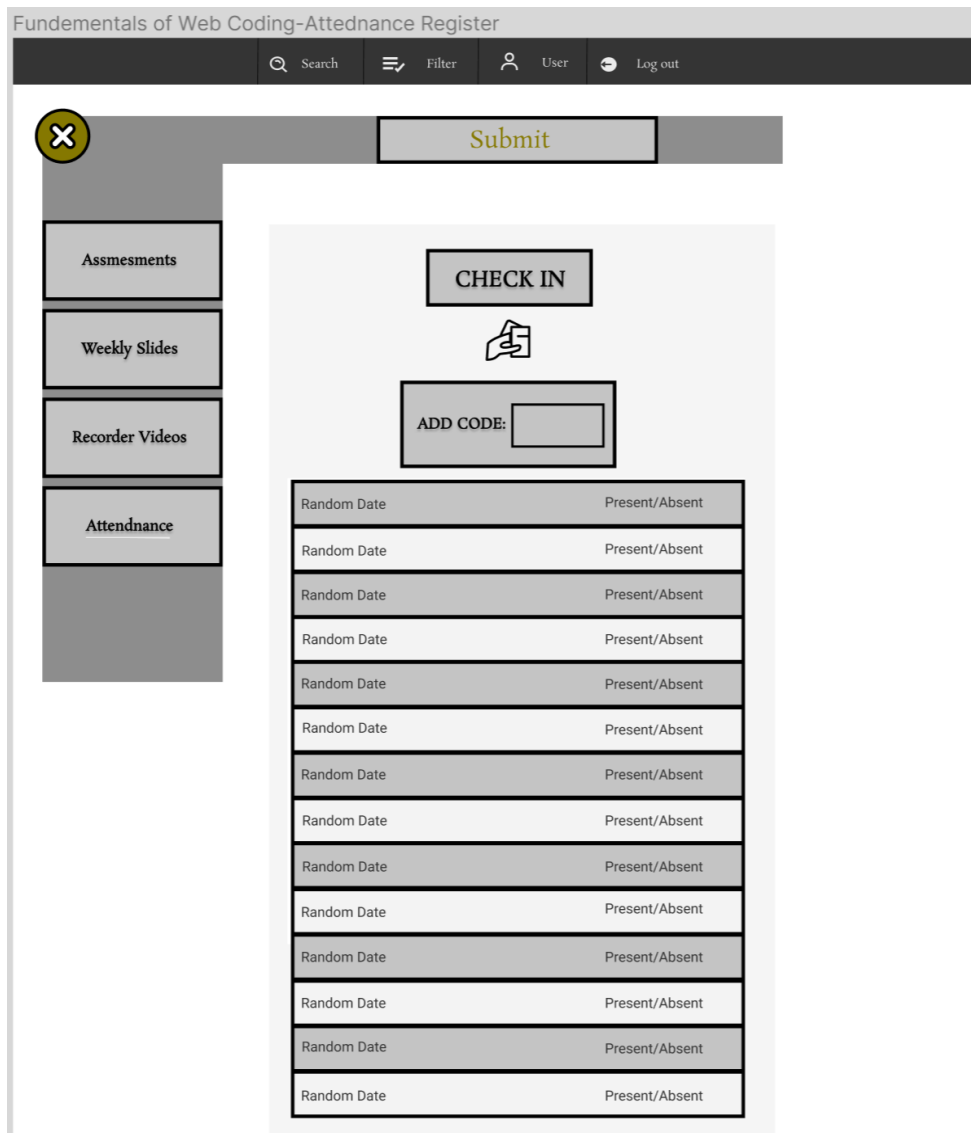 Fundementals of Web Coding-Attednance Register
Search Filter User Log out
Submit
Assmesments
Weekly Slides
Recorder Videos
Attendnance
CHECK IN
ADD CODE:
Random Date Present/Absent
Random Date Present/Absent
Random Date Present/Absent
Random Date Present/Absent
Random Date Present/Absent
Random Date Present/Absent
Random Date Present/Absent
Random Date Present/Absent
Random Date Present/Absent
Random Date Present/Absent
Random Date Present/Absent
Random Date Present/Absent
Random Date Present/Absent
Random Date Present/Absent